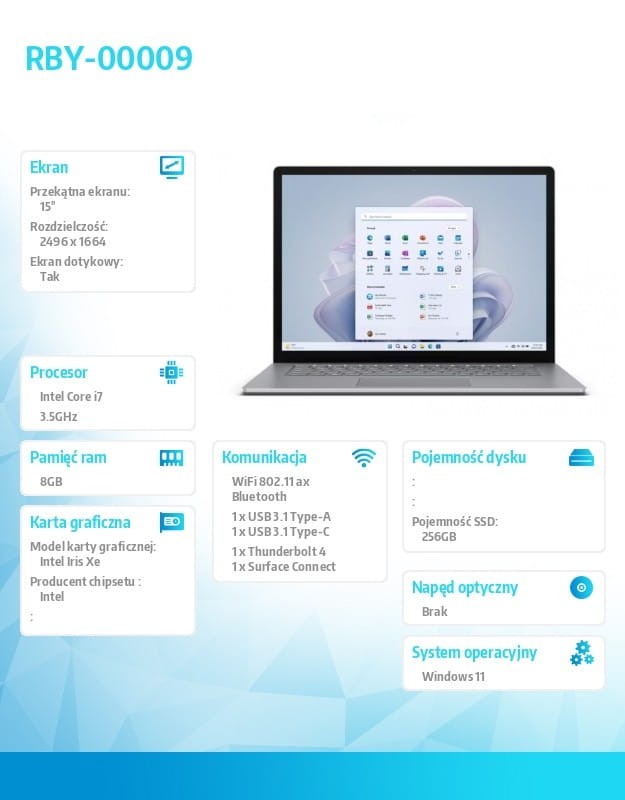 RBY-00009
Ekran
Przekątna ekranu:
15"
Rozdzielczość:
2496 x 1664
Ekran dotykowy:
Tak
Procesor
Intel Core i7
3.5GHz
Pamięć ram
8GB
Karta graficzna
Model karty graficznej:
Intel Iris Xe
Producent chipsetu :
Intel
:
Komunikacja
WiFi 802.11 ax
Bluetooth
1 x USB 3.1 Type-A
1 x USB 3.1 Type-C
1 x Thunderbolt 4
1 x Surface Connect
Pojemność dysku
:
:
Pojemność SSD:
256GB
Napęd optyczny
Brak
System operacyjny
Windows 11